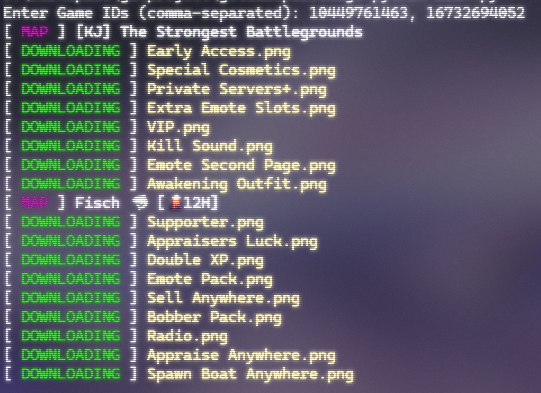 Enter Game IDs (comma-separated): 10449761463, 16732694052
[ MAP ] [KJ] The Strongest Battlegrounds
[ DOWNLOADING ] Early Access.png
[ DOWNLOADING ] Special Cosmetics.png
[ DOWNLOADING ] Private Servers+.png
[ DOWNLOADING ] Extra Emote Slots.png
[ DOWNLOADING ] VIP.png
[ DOWNLOADING ] Kill Sound.png
[ DOWNLOADING ] Emote Second Page.png
[ DOWNLOADING ] Awakening Outfit.png
[ MAP ] Fisch [ 12H]
[ DOWNLOADING ] Supporter.png
[ DOWNLOADING ] Appraisers Luck.png
[ DOWNLOADING ] Double XP.png
[ DOWNLOADING ] Emote Pack.png
[ DOWNLOADING ] Sell Anywhere.png
[ DOWNLOADING ] Bobber Pack.png
[ DOWNLOADING ] Radio.png
[ DOWNLOADING ] Appraise Anywhere.png
[ DOWNLOADING ] Spawn Boat Anywhere.png